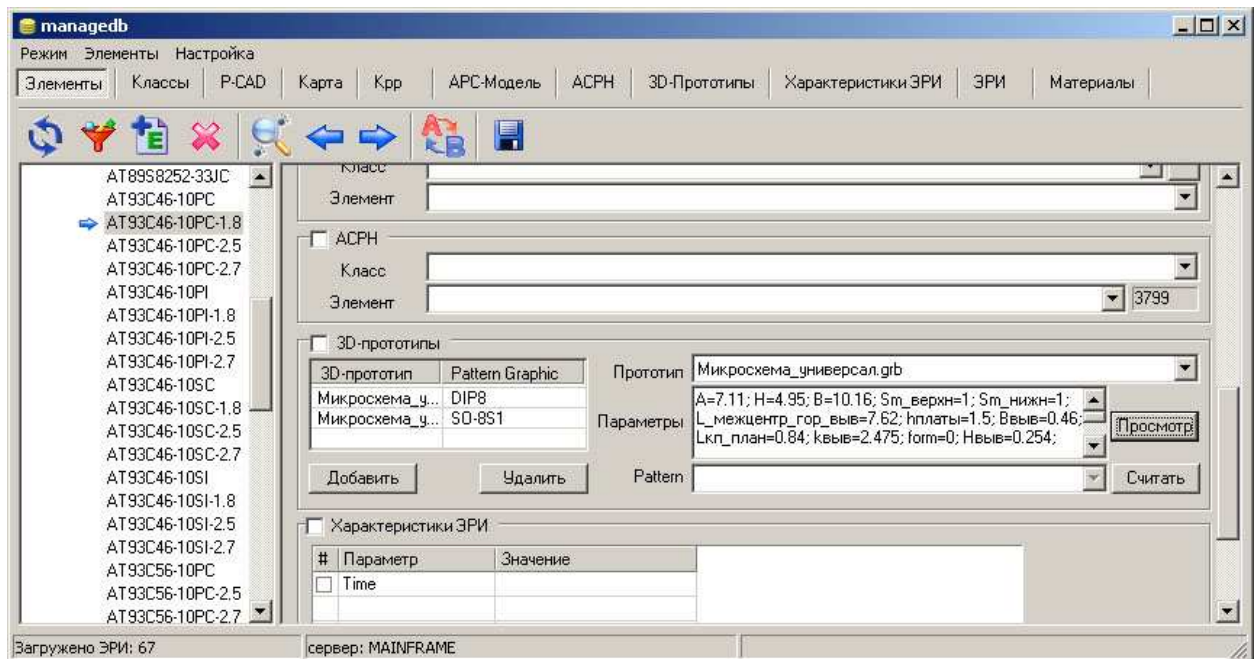 managedb
Режим Элементы Настройка
Элементы Классы P-CAD Карта Крр АРС-Модель АСРН 3D-Прототипы Характеристики ЭРИ ЭРИ Материалы
AT89S8252-33JC
AT93C46-10PC
AT93C46-10PC-1.8
AT93C46-10PC-2.5
AT93C46-10PC-2.7
AT93C46-10PI
AT93C46-10PI-1.8
AT93C46-10PI-2.5
AT93C46-10PI-2.7
AT93C46-10SC
AT93C46-10SC-1.8
AT93C46-10SC-2.5
AT93C46-10SC-2.7
AT93C46-10SI
AT93C46-10SI-1.8
AT93C46-10SI-2.5
AT93C46-10SI-2.7
AT93C56-10PC
AT93C56-10PC-2.5
AT93C56-10PC-2.7
Класс
Элемент
АСРН
Класс
Элемент 3799
3D-прототипы
3D-прототип Pattern Graphic
Микросхема_у... DIP8
Микросхема_у... SO-8S1
Добавить Удалить
Прототип Микросхема_универсал.grb
Параметры
A=7.11; H=4.95; B=10.16; Sm_верхн=1; Sm_нижн=1;
L_межцентр_гор_выв=7.62; hплаты=1.5; Bвыв=0.46;
Lкп_план=0.84; kвыв=2.475; form=0; Hвыв=0.254;
Просмотр
Pattern Считать
Характеристики ЭРИ
# Параметр Значение
Time
Загружено ЭРИ: 67 сервер: MAINFRAME